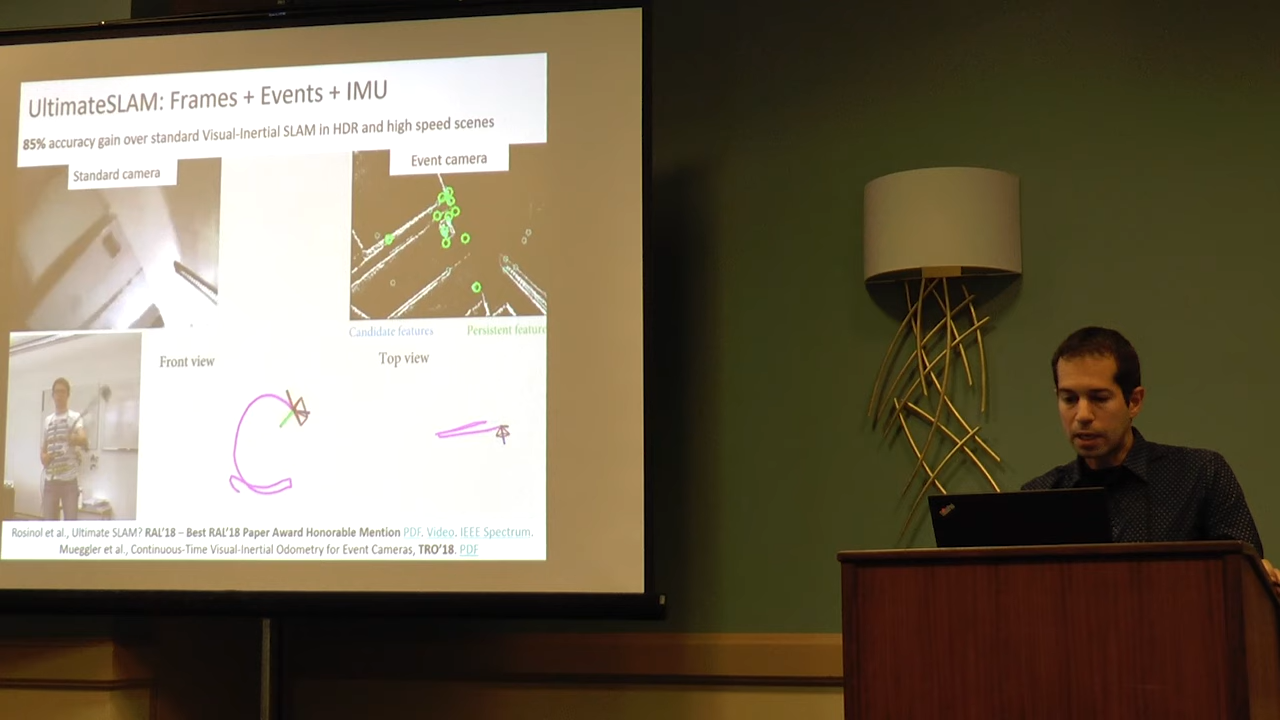 UltimateSLAM: Frames + Events + IMU
85% accuracy gain over standard Visual-Inertial SLAM in HDR and high speed scenes
Standard camera
Event camera
Candidate features
Persistent feature
Front view
Top view
Rosinol et al., Ultimate SLAM? RAL'18 – Best RAL'18 Paper Award Honorable Mention PDF. Video. IEEE Spectrum.
Mueggler et al., Continuous-Time Visual-Inertial Odometry for Event Cameras, TRO'18. PDF